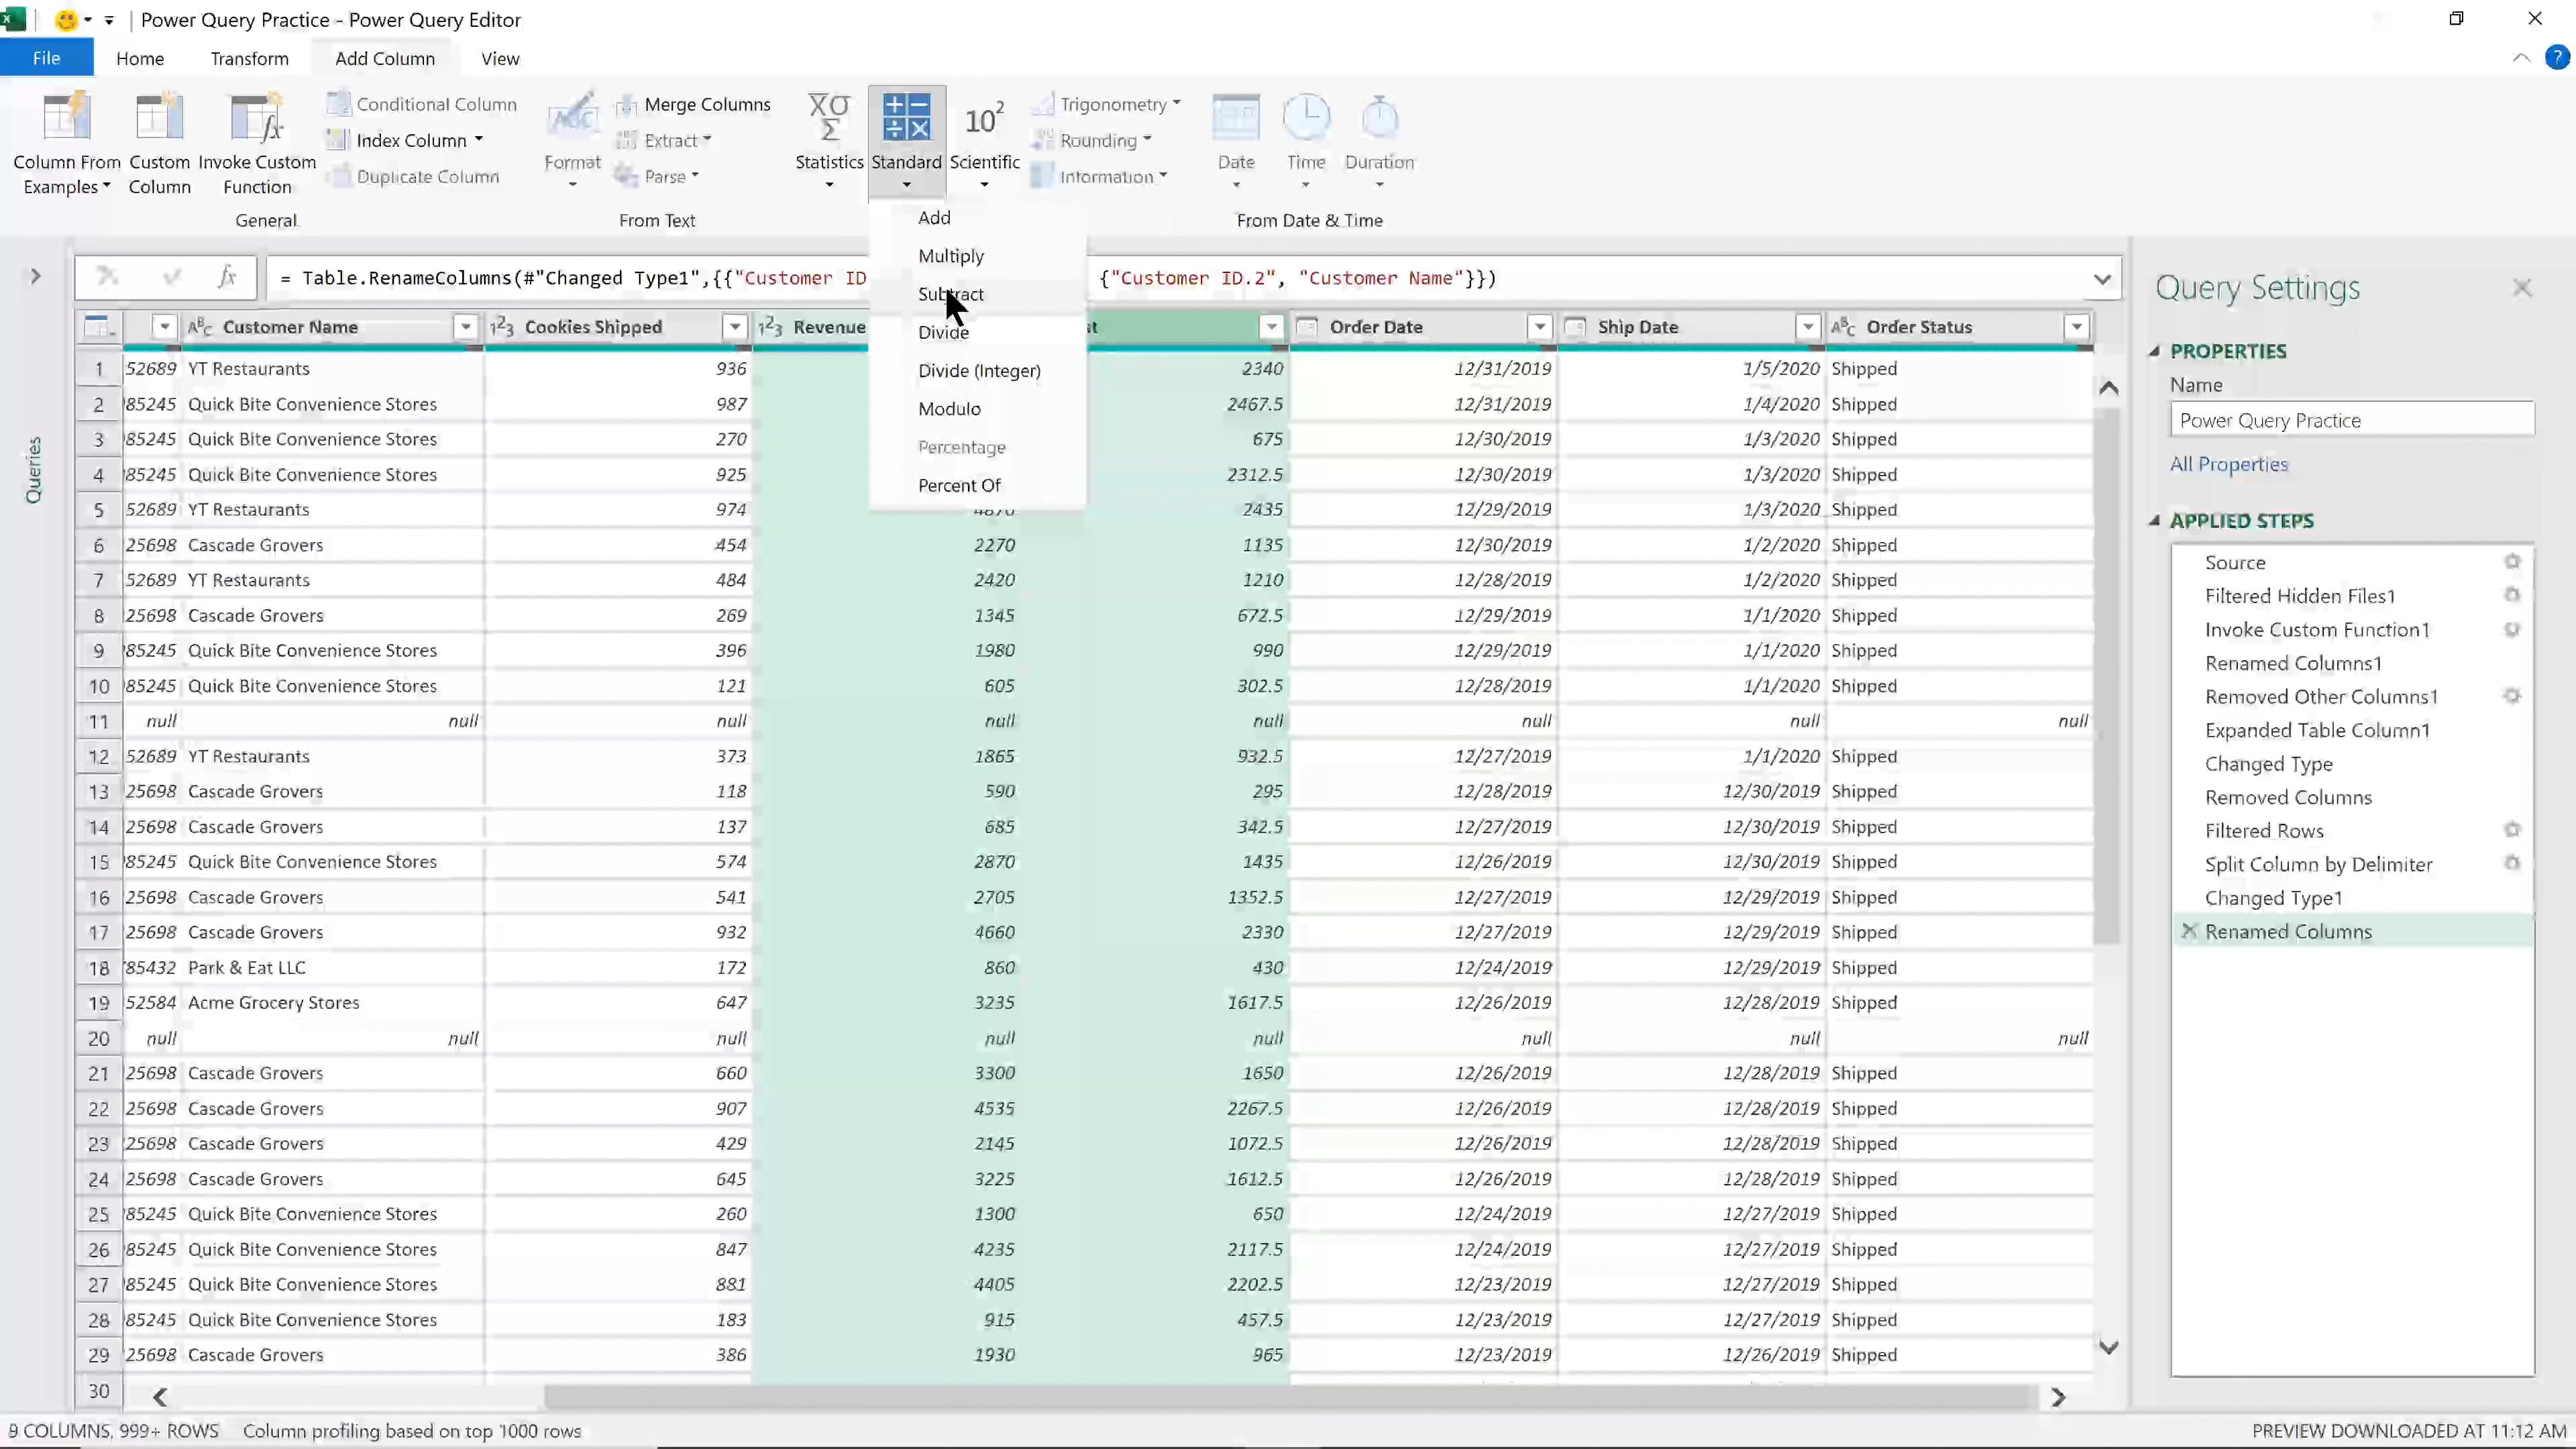 Power Query Practice - Power Query Editor
File Home Transform Add Column View
Conditional Column Merge Columns Trigonometry
Index Column Extract Rounding
Duplicate Column Parse Information
Column From Examples Custom Column Invoke Custom Function Format Statistics Standard Scientific Date Time Duration
General From Text From Date & Time
Add
Multiply
Subtract
Divide
Divide (Integer)
Modulo
Percentage
Percent Of
= Table.RenameColumns(#"Changed Type1",{{"Customer ID {"Customer ID.2", "Customer Name"}})
Queries
Customer Name Cookies Shipped Revenue Order Date Ship Date Order Status
1 52689 YT Restaurants 936 2340 12/31/2019 1/5/2020 Shipped
2 85245 Quick Bite Convenience Stores 987 2467.5 12/31/2019 1/4/2020 Shipped
3 85245 Quick Bite Convenience Stores 270 675 12/30/2019 1/3/2020 Shipped
4 85245 Quick Bite Convenience Stores 925 2312.5 12/30/2019 1/3/2020 Shipped
5 52689 YT Restaurants 974 4870 2435 12/29/2019 1/3/2020 Shipped
6 25698 Cascade Grovers 454 2270 1135 12/30/2019 1/2/2020 Shipped
7 52689 YT Restaurants 484 2420 1210 12/28/2019 1/2/2020 Shipped
8 25698 Cascade Grovers 269 1345 672.5 12/29/2019 1/1/2020 Shipped
9 85245 Quick Bite Convenience Stores 396 1980 990 12/29/2019 1/1/2020 Shipped
10 85245 Quick Bite Convenience Stores 121 605 302.5 12/28/2019 1/1/2020 Shipped
11 null null null null null null null null
12 52689 YT Restaurants 373 1865 932.5 12/27/2019 1/1/2020 Shipped
13 25698 Cascade Grovers 118 590 295 12/28/2019 12/30/2019 Shipped
14 25698 Cascade Grovers 137 685 342.5 12/27/2019 12/30/2019 Shipped
15 85245 Quick Bite Convenience Stores 574 2870 1435 12/26/2019 12/30/2019 Shipped
16 25698 Cascade Grovers 541 2705 1352.5 12/27/2019 12/29/2019 Shipped
17 25698 Cascade Grovers 932 4660 2330 12/27/2019 12/29/2019 Shipped
18 85432 Park & Eat LLC 172 860 430 12/24/2019 12/29/2019 Shipped
19 52584 Acme Grocery Stores 647 3235 1617.5 12/26/2019 12/28/2019 Shipped
20 null null null null null null null null
21 25698 Cascade Grovers 660 3300 1650 12/26/2019 12/28/2019 Shipped
22 25698 Cascade Grovers 907 4535 2267.5 12/26/2019 12/28/2019 Shipped
23 25698 Cascade Grovers 429 2145 1072.5 12/26/2019 12/28/2019 Shipped
24 25698 Cascade Grovers 645 3225 1612.5 12/26/2019 12/28/2019 Shipped
25 85245 Quick Bite Convenience Stores 260 1300 650 12/24/2019 12/27/2019 Shipped
26 85245 Quick Bite Convenience Stores 847 4235 2117.5 12/24/2019 12/27/2019 Shipped
27 85245 Quick Bite Convenience Stores 881 4405 2202.5 12/23/2019 12/27/2019 Shipped
28 85245 Quick Bite Convenience Stores 183 915 457.5 12/23/2019 12/27/2019 Shipped
29 25698 Cascade Grovers 386 1930 965 12/23/2019 12/26/2019 Shipped
30
Query Settings
PROPERTIES
Name
Power Query Practice
All Properties
APPLIED STEPS
Source
Filtered Hidden Files1
Invoke Custom Function1
Renamed Columns1
Removed Other Columns1
Expanded Table Column1
Changed Type
Removed Columns
Filtered Rows
Split Column by Delimiter
Changed Type1
Renamed Columns
9 COLUMNS, 999+ ROWS Column profiling based on top 1000 rows PREVIEW DOWNLOADED AT 11:12 AM